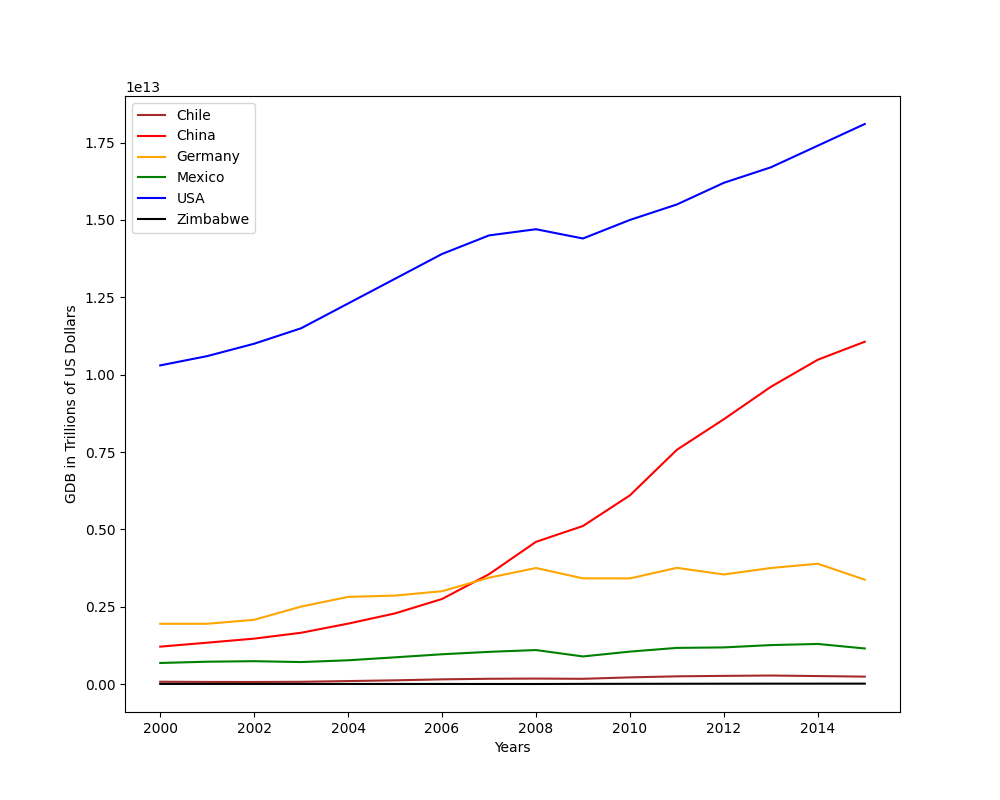 1e13
Chile
China
Germany
Mexico
USA
Zimbabwe
1.75
1.50
1.25
1.00
0.75
0.50
0.25
0.00
GDB in Trillions of US Dollars
2000 2002 2004 2006 2008 2010 2012 2014
Years